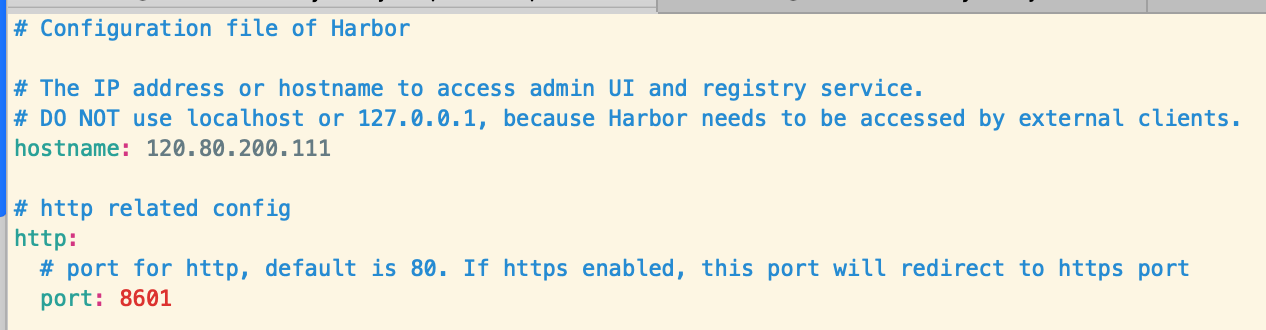 # Configuration file of Harbor
# The IP address or hostname to access admin UI and registry service.
# DO NOT use localhost or 127.0.0.1, because Harbor needs to be accessed by external clients.
hostname: 120.80.200.111
# http related config
http:
  # port for http, default is 80. If https enabled, this port will redirect to https port
  port: 8601